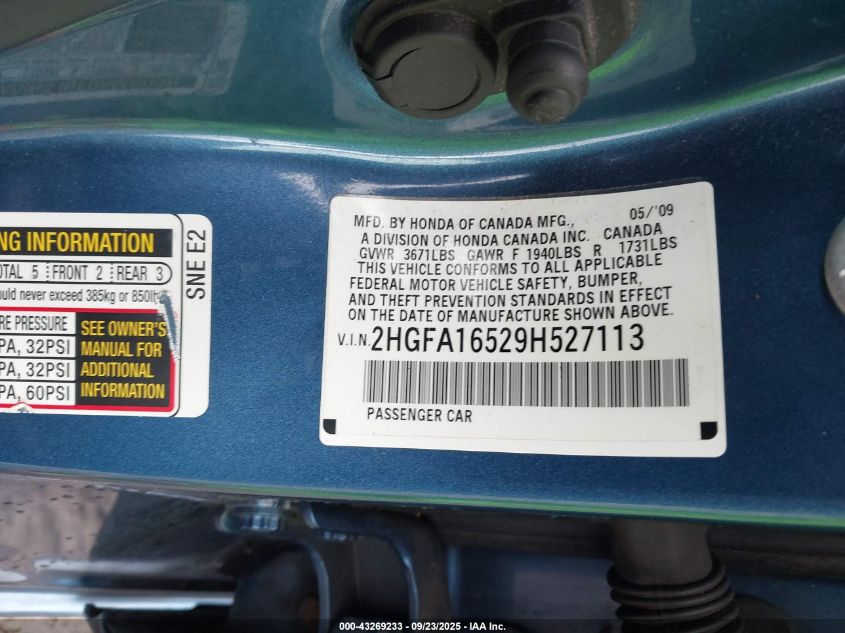 NG INFORMATION
OTAL 5 FRONT 2 REAR 3
ould never exceed 385kg or 850lb
RE PRESSURE
PA, 32PSI
PA, 32PSI
PA, 60PSI
SEE OWNER'S
MANUAL FOR
ADDITIONAL
INFORMATION
SNE E2
MFD. BY HONDA OF CANADA MFG., 05/'09
A DIVISION OF HONDA CANADA INC. CANADA
GVWR 3671LBS GAWR F 1940LBS R 1731LBS
THIS VEHICLE CONFORMS TO ALL APPLICABLE
FEDERAL MOTOR VEHICLE SAFETY, BUMPER,
AND THEFT PREVENTION STANDARDS IN EFFECT
ON THE DATE OF MANUFACTURE SHOWN ABOVE.
V.I.N. 2HGFA16529H527113
PASSENGER CAR
000-43269233 - 09/23/2025 - IAA Inc.